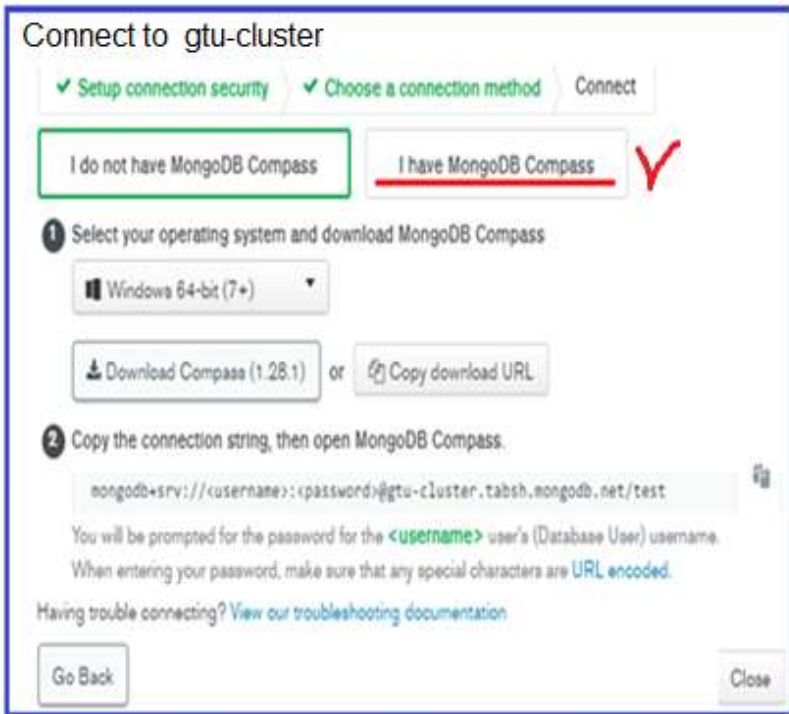 Connect to gtu-cluster
✔ Setup connection security ✔ Choose a connection method Connect
I do not have MongoDB Compass I have MongoDB Compass
1 Select your operating system and download MongoDB Compass
Windows 64-bit (7+)
Download Compass (1.28.1) or Copy download URL
2 Copy the connection string, then open MongoDB Compass.
mongodb+srv://<username>:<password>@gtu-cluster.tabsh.mongodb.net/test
You will be prompted for the password for the <username> user's (Database User) username.
When entering your password, make sure that any special characters are URL encoded.
Having trouble connecting? View our troubleshooting documentation
Go Back Close